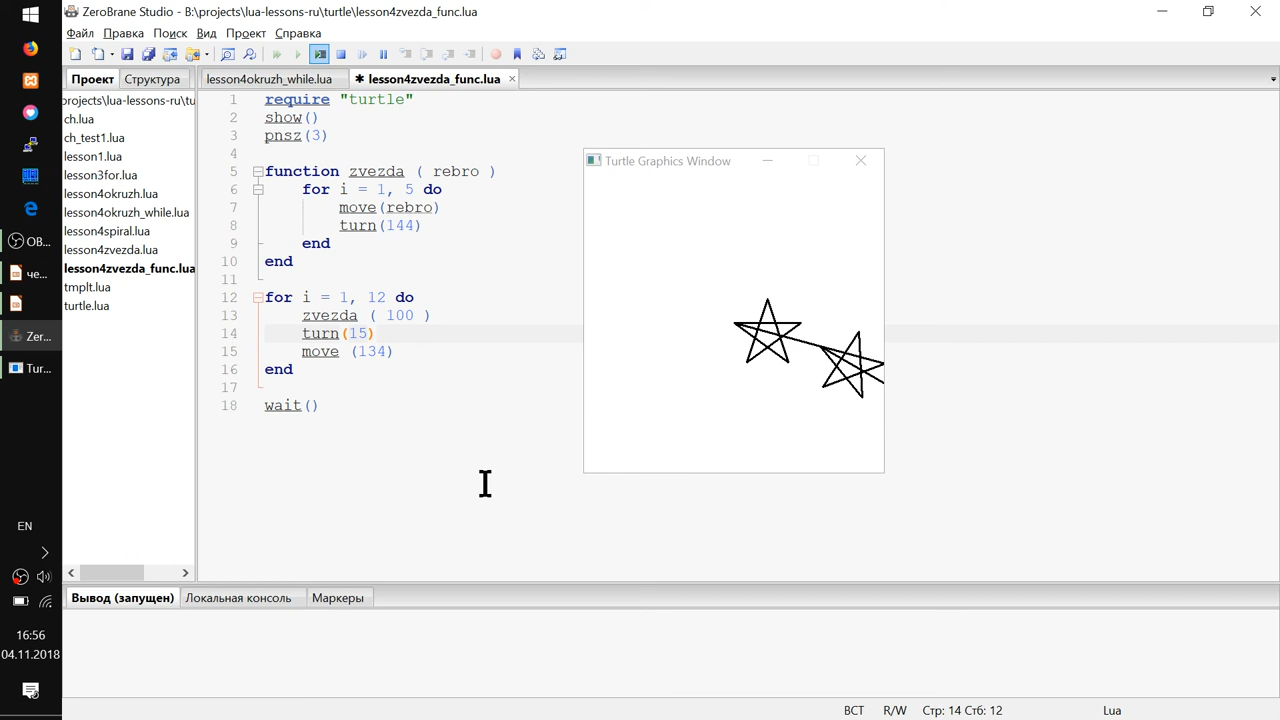 ZeroBrane Studio - B:\projects\lua-lessons-ru\turtle\lesson4zvezda_func.lua
Файл Правка Поиск Вид Проект Справка
Проект Структура
lesson4okruzh_while.lua ✱ lesson4zvezda_func.lua
projects\lua-lessons-ru\tu
ch.lua
ch_test1.lua
lesson1.lua
lesson3for.lua
lesson4okruzh.lua
lesson4okruzh_while.lua
lesson4spiral.lua
lesson4zvezda.lua
lesson4zvezda_func.lua
tmplt.lua
turtle.lua
1 require "turtle"
2 show()
3 pnsz(3)
4
5 function zvezda ( rebro )
6 for i = 1, 5 do
7 move(rebro)
8 turn(144)
9 end
10 end
11
12 for i = 1, 12 do
13 zvezda ( 100 )
14 turn(15)
15 move (134)
16 end
17
18 wait()
Turtle Graphics Window
OB...
че...
Zer...
Tur...
EN
16:56
04.11.2018
Вывод (запущен) Локальная консоль Маркеры
ВСТ R/W Стр: 14 Стб: 12 Lua